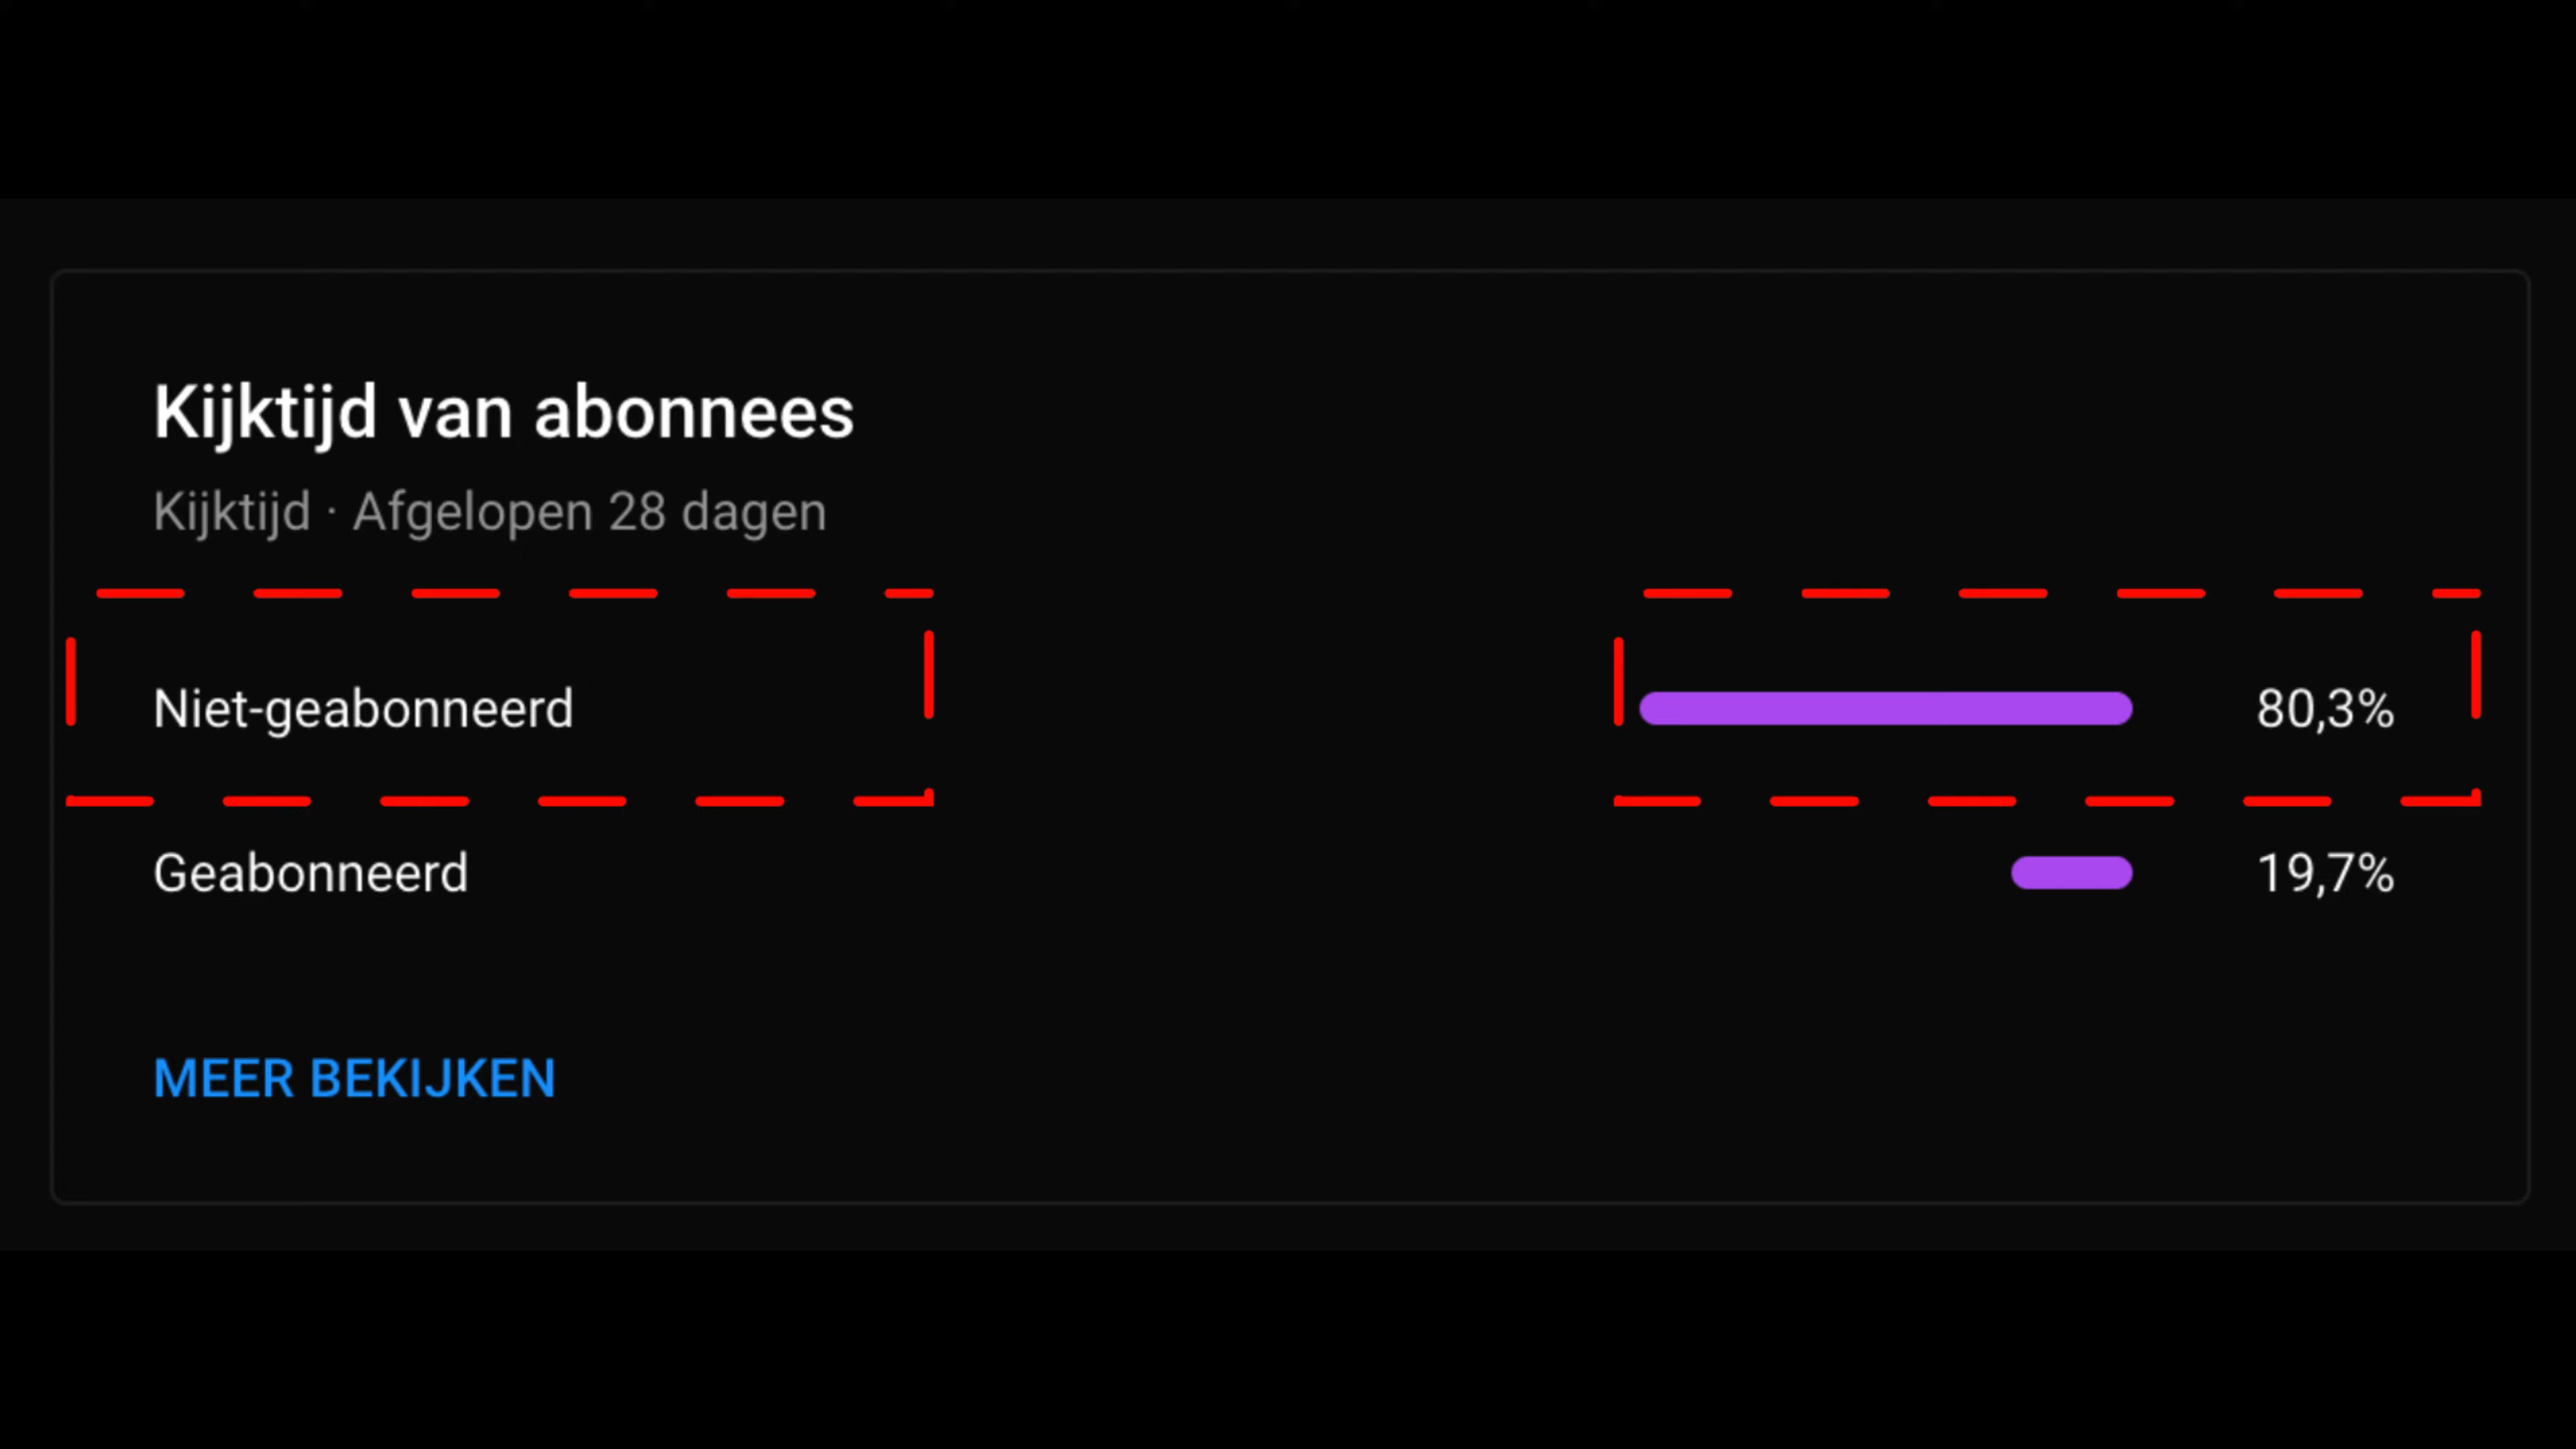 Kijktijd van abonnees
Kijktijd · Afgelopen 28 dagen
Niet-geabonneerd 80,3%
Geabonneerd 19,7%
MEER BEKIJKEN